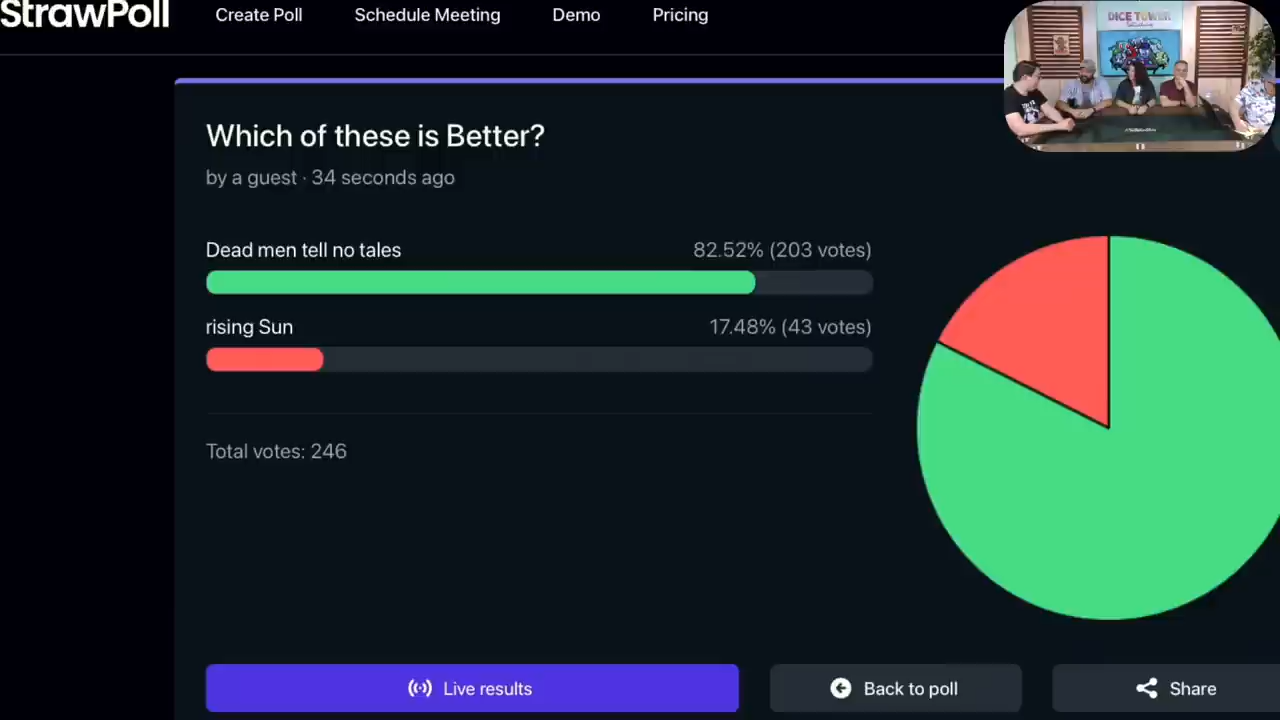 StrawPoll Create Poll Schedule Meeting Demo Pricing
DICE TOWER
Which of these is Better?
by a guest · 34 seconds ago
Dead men tell no tales 82.52% (203 votes)
rising Sun 17.48% (43 votes)
Total votes: 246
Live results Back to poll Share